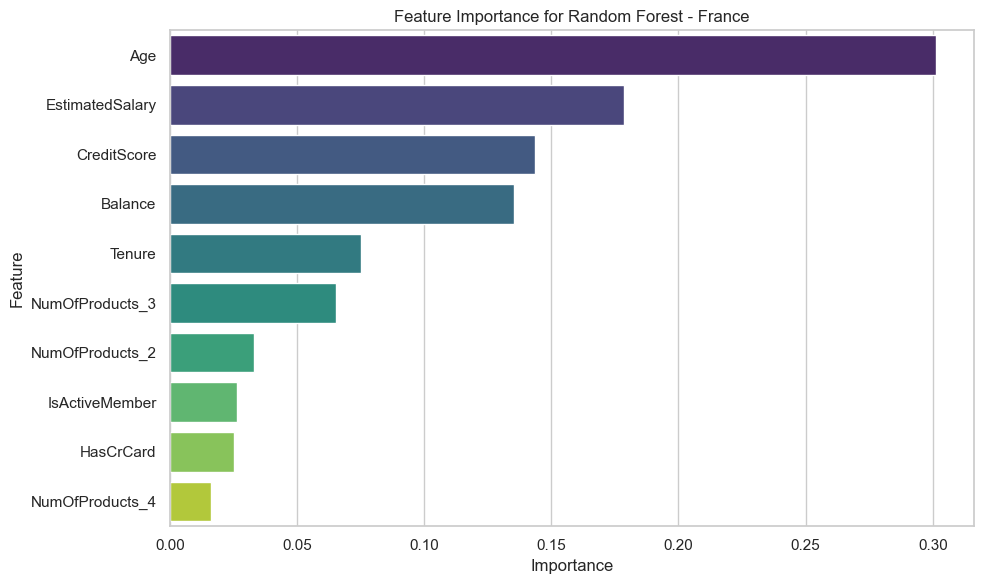 Feature Importance for Random Forest - France
Feature
Age
EstimatedSalary
CreditScore
Balance
Tenure
NumOfProducts_3
NumOfProducts_2
IsActiveMember
HasCrCard
NumOfProducts_4
0.00 0.05 0.10 0.15 0.20 0.25 0.30
Importance